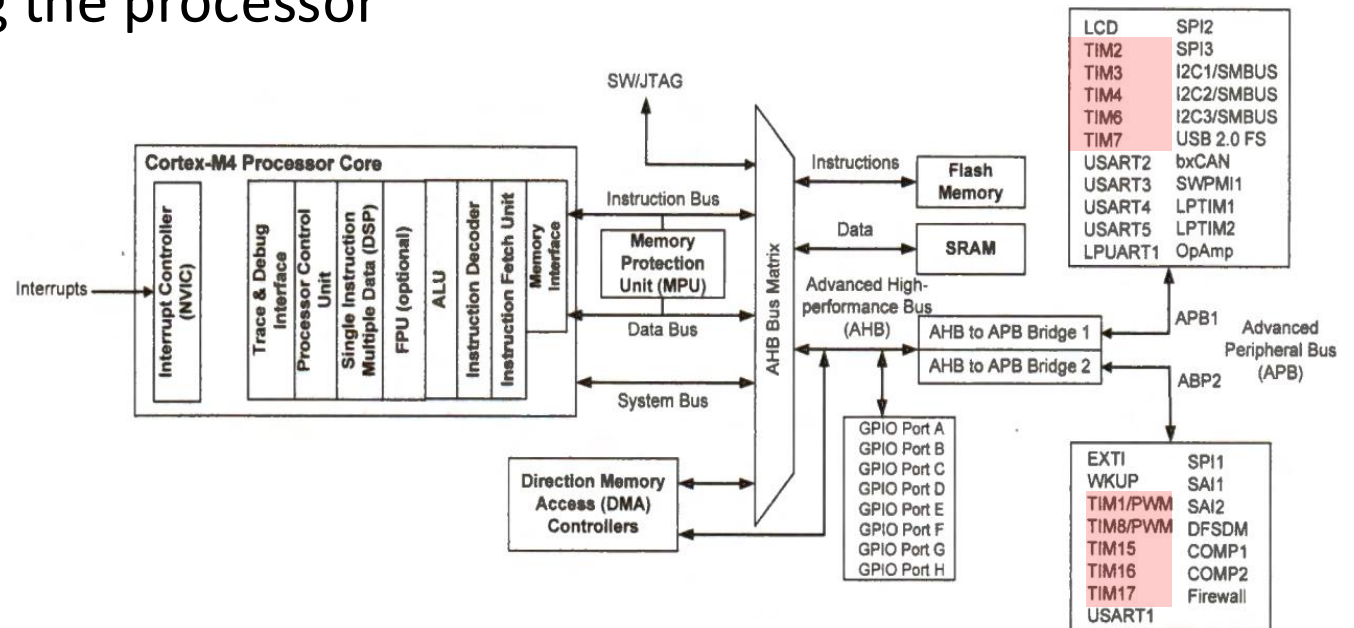 g the processor
SW/JTAG
Cortex-M4 Processor Core
Interrupts
Interrupt Controller
(NVIC)
Trace & Debug
Interface
Processor Control
Unit
Single Instruction
Multiple Data (DSP)
FPU (optional)
ALU
Instruction Decoder
Instruction Fetch Unit
Memory
Interface
Instruction Bus
Memory
Protection
Unit (MPU)
Data Bus
System Bus
Direction Memory
Access (DMA)
Controllers
AHB Bus Matrix
Instructions
Flash
Memory
Data
SRAM
Advanced High-
performance Bus
(AHB)
AHB to APB Bridge 1
AHB to APB Bridge 2
GPIO Port A
GPIO Port B
GPIO Port C
GPIO Port D
GPIO Port E
GPIO Port F
GPIO Port G
GPIO Port H
LCD
TIM2
TIM3
TIM4
TIM6
TIM7
USART2
USART3
USART4
USART5
LPUART1
SPI2
SPI3
I2C1/SMBUS
I2C2/SMBUS
I2C3/SMBUS
USB 2.0 FS
bxCAN
SWPMI1
LPTIM1
LPTIM2
OpAmp
APB1
Advanced
Peripheral Bus
(APB)
ABP2
EXTI
WKUP
TIM1/PWM
TIM8/PWM
TIM15
TIM16
TIM17
USART1
SPI1
SAI1
SAI2
DFSDM
COMP1
COMP2
Firewall